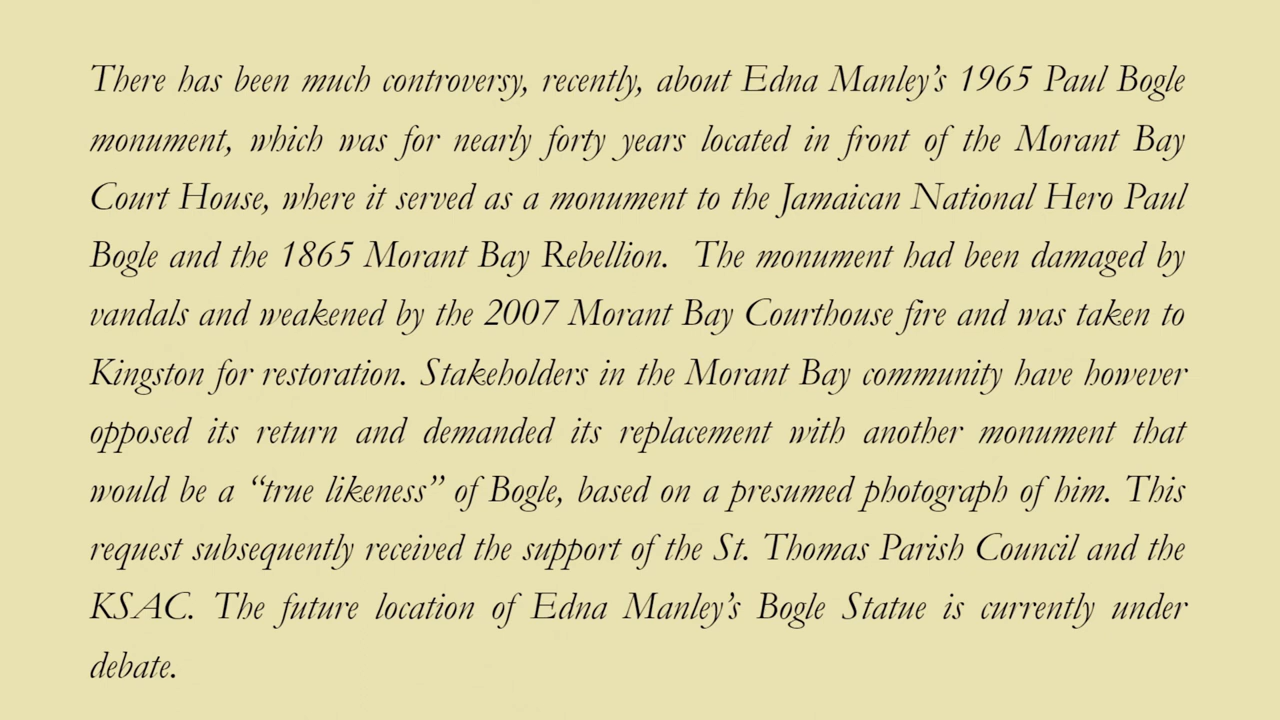 There has been much controversy, recently, about Edna Manley’s 1965 Paul Bogle
monument, which was for nearly forty years located in front of the Morant Bay
Court House, where it served as a monument to the Jamaican National Hero Paul
Bogle and the 1865 Morant Bay Rebellion.  The monument had been damaged by
vandals and weakened by the 2007 Morant Bay Courthouse fire and was taken to
Kingston for restoration. Stakeholders in the Morant Bay community have however
opposed its return and demanded its replacement with another monument that
would be a “true likeness” of Bogle, based on a presumed photograph of him. This
request subsequently received the support of the St. Thomas Parish Council and the
KSAC. The future location of Edna Manley’s Bogle Statue is currently under
debate.